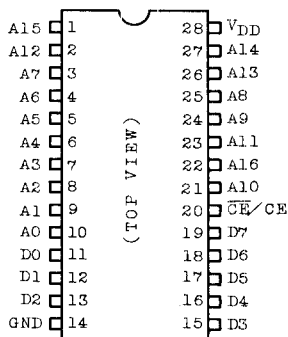 A15 1 28 VDD
A12 2 27 A14
A7 3 26 A13
A6 4 25 A8
A5 5 24 A9
A4 6 23 A11
A3 7 22 A16
A2 8 21 A10
A1 9 20 C̅E̅/CE
A0 10 19 D7
D0 11 18 D6
D1 12 17 D5
D2 13 16 D4
GND 14 15 D3
(TOP VIEW)